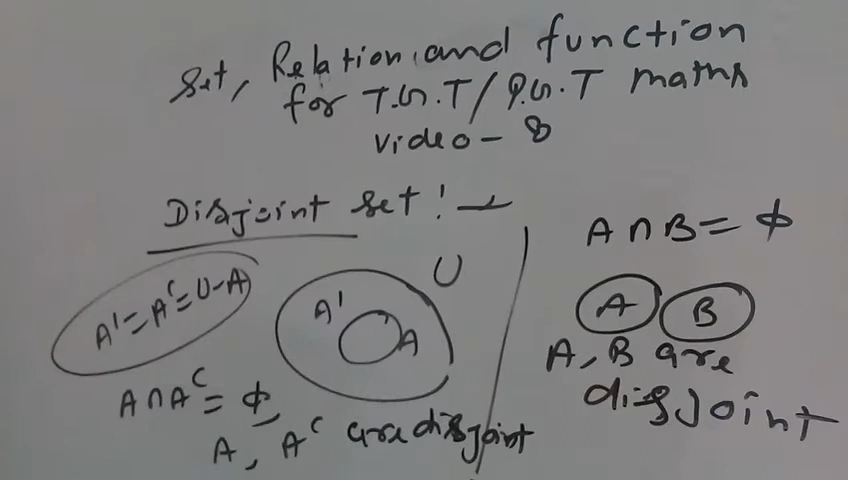 Set, Relation, and function
for T.G.T/P.G.T maths
video - 8
Disjoint set! -
A' = A^c = U-A
U
A'
A
A ∩ A^c = ϕ,
A, A^c are disjoint
A ∩ B = ϕ
A
B
A, B are
disjoint